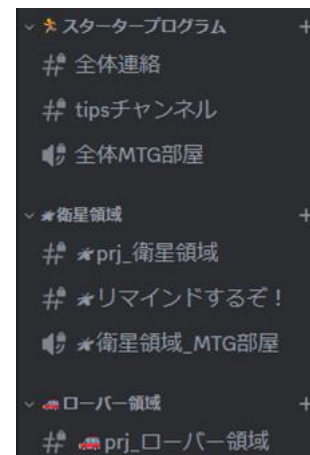 スタータープログラム
全体連絡
tipsチャンネル
全体MTG部屋
衛星領域
prj_衛星領域
リマインドするぞ！
衛星領域_MTG部屋
ローバー領域
prj_ローバー領域